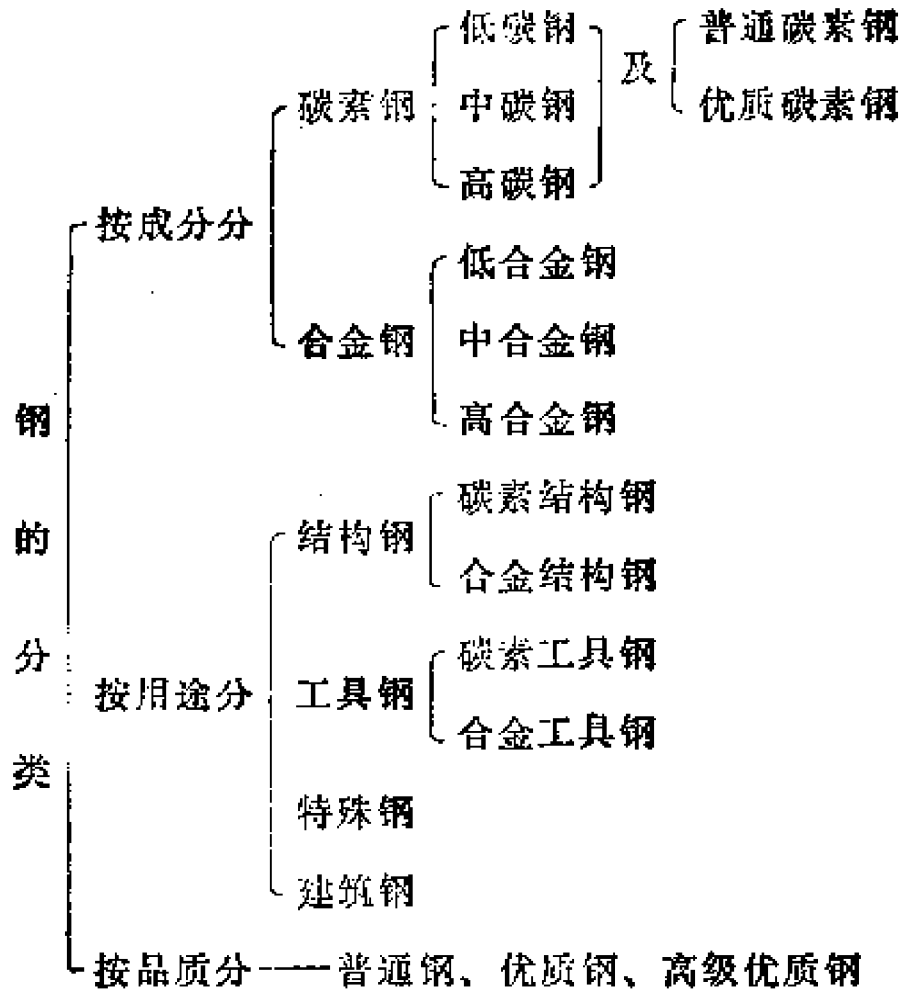 钢的分类
按成分分
碳素钢
低碳钢
中碳钢
高碳钢
及
普通碳素钢
优质碳素钢
合金钢
低合金钢
中合金钢
高合金钢
按用途分
结构钢
碳素结构钢
合金结构钢
工具钢
碳素工具钢
合金工具钢
特殊钢
建筑钢
按品质分——普通钢、优质钢、高级优质钢